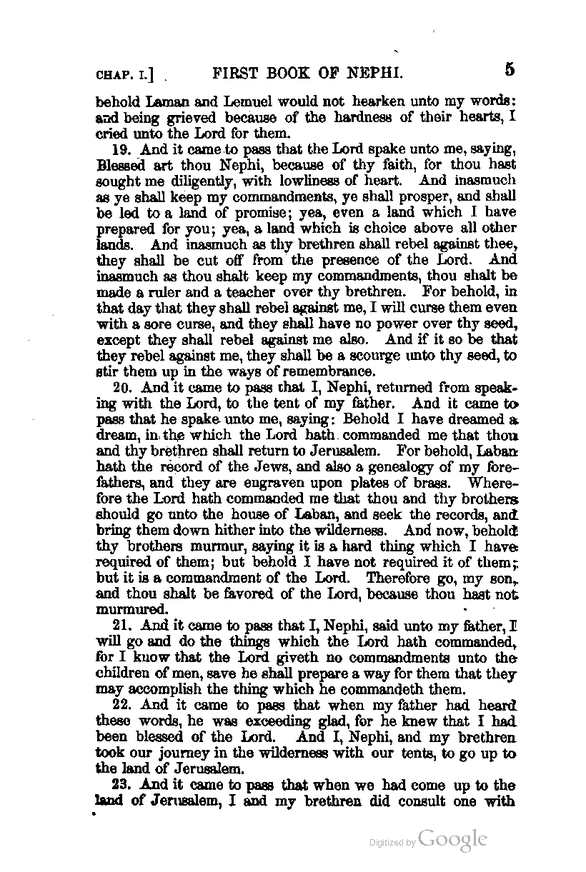 CHAP. I.] FIRST BOOK OF NEPHI. 5
behold Laman and Lemuel would not hearken unto my words:
and being grieved because of the hardness of their hearts, I
cried unto the Lord for them.
19. And it came to pass that the Lord spake unto me, saying,
Blessed art thou Nephi, because of thy faith, for thou hast
sought me diligently, with lowliness of heart. And inasmuch
as ye shall keep my commandments, ye shall prosper, and shall
be led to a land of promise; yea, even a land which I have
prepared for you; yea, a land which is choice above all other
lands. And inasmuch as thy brethren shall rebel against thee,
they shall be cut off from the presence of the Lord. And
inasmuch as thou shalt keep my commandments, thou shalt be
made a ruler and a teacher over thy brethren. For behold, in
that day that they shall rebel against me, I will curse them even
with a sore curse, and they shall have no power over thy seed,
except they shall rebel against me also. And if it so be that
they rebel against me, they shall be a scourge unto thy seed, to
stir them up in the ways of remembrance.
20. And it came to pass that I, Nephi, returned from speak-
ing with the Lord, to the tent of my father. And it came to
pass that he spake unto me, saying: Behold I have dreamed a
dream, in the which the Lord hath commanded me that thou
and thy brethren shall return to Jerusalem. For behold, Laban
hath the record of the Jews, and also a genealogy of my fore-
fathers, and they are engraven upon plates of brass. Where-
fore the Lord hath commanded me that thou and thy brothers
should go unto the house of Laban, and seek the records, and
bring them down hither into the wilderness. And now, behold
thy brothers murmur, saying it is a hard thing which I have
required of them; but behold I have not required it of them;
but it is a commandment of the Lord. Therefore go, my son,
and thou shalt be favored of the Lord, because thou hast not
murmured.
21. And it came to pass that I, Nephi, said unto my father, I
will go and do the things which the Lord hath commanded,
for I know that the Lord giveth no commandments unto the
children of men, save he shall prepare a way for them that they
may accomplish the thing which he commandeth them.
22. And it came to pass that when my father had heard
these words, he was exceeding glad, for he knew that I had
been blessed of the Lord. And I, Nephi, and my brethren
took our journey in the wilderness with our tents, to go up to
the land of Jerusalem.
23. And it came to pass that when we had come up to the
land of Jerusalem, I and my brethren did consult one with
Digitized by Google